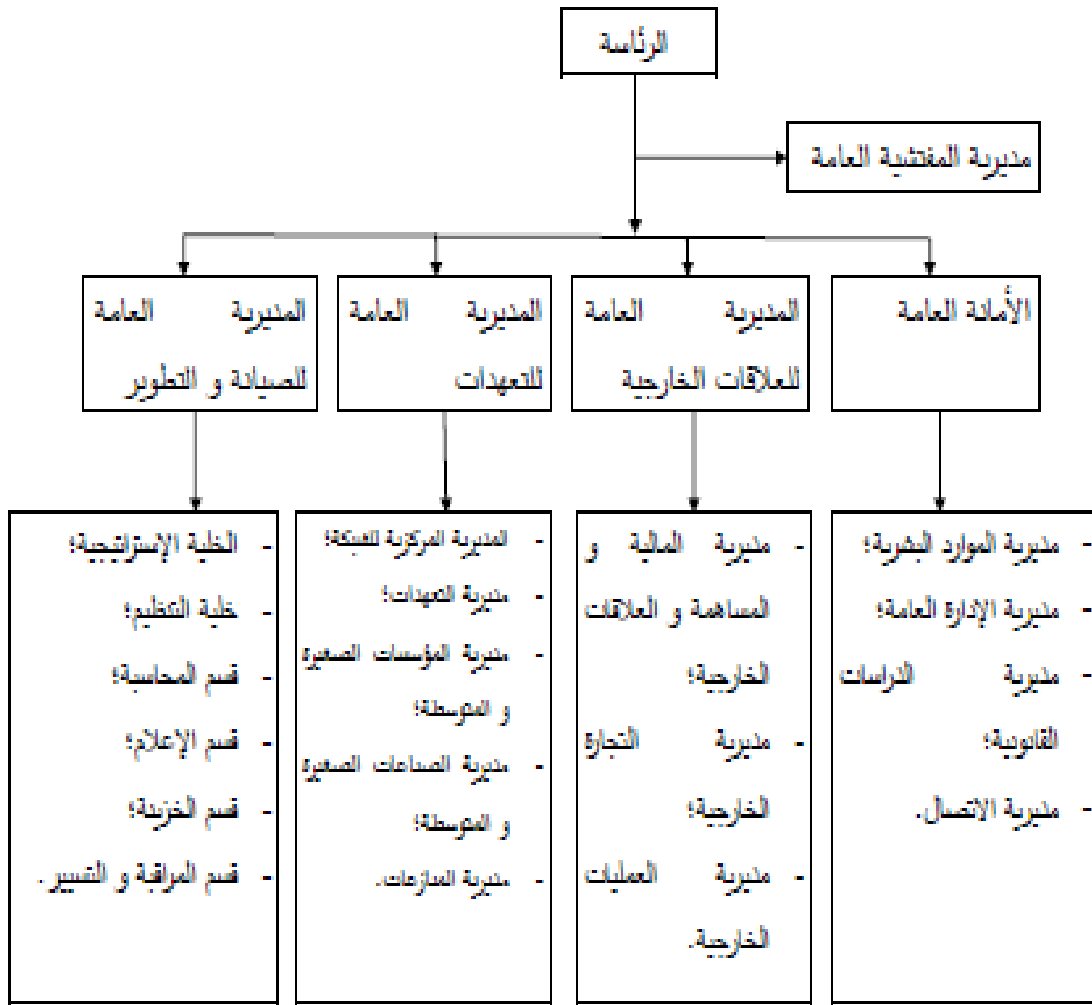 الرئاسة
مديرية المفتشية العامة
الأمانة العامة
المديرية العامة
للعلاقات الخارجية
المديرية العامة
للتعهدات
المديرية العامة
للصيانة و التطوير
- مديرية الموارد البشرية؛
- مديرية الإدارة العامة؛
- مديرية الدراسات
القانونية؛
- مديرية الاتصال.
- مديرية المالية و
المساهمة و العلاقات
الخارجية؛
- مديرية التجارة
الخارجية؛
- مديرية العمليات
الخارجية.
- المديرية المركزية للشبكة؛
- مديرية التعهدات؛
- مديرية المؤسسات الصغيرة
و المتوسطة؛
- مديرية الصناعات الصغيرة
و المتوسطة؛
- مديرية المنازعات.
- الخلية الإستراتيجية؛
- خلية التنظيم؛
- قسم المحاسبة؛
- قسم الإعلام؛
- قسم الخزينة؛
- قسم المراقبة و التسيير.